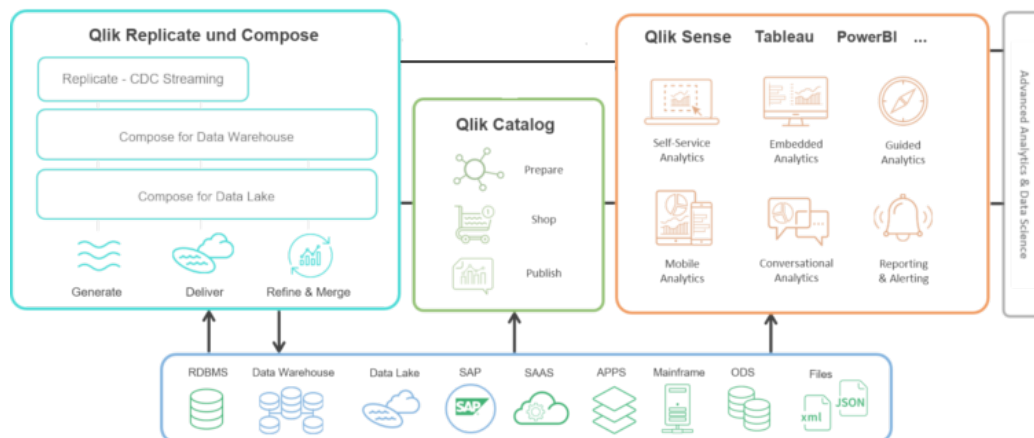 Qlik Replicate und Compose
Replicate - CDC Streaming
Compose for Data Warehouse
Compose for Data Lake
Generate
Deliver
Refine & Merge
Qlik Catalog
Prepare
Shop
Publish
Qlik Sense Tableau PowerBI ...
Self-Service
Analytics
Embedded
Analytics
Guided
Analytics
Mobile
Analytics
Conversational
Analytics
Reporting
& Alerting
Advanced Analytics & Data Science
RDBMS
Data Warehouse
Data Lake
SAP
SAP
SAAS
APPS
Mainframe
ODS
Files
xml
JSON